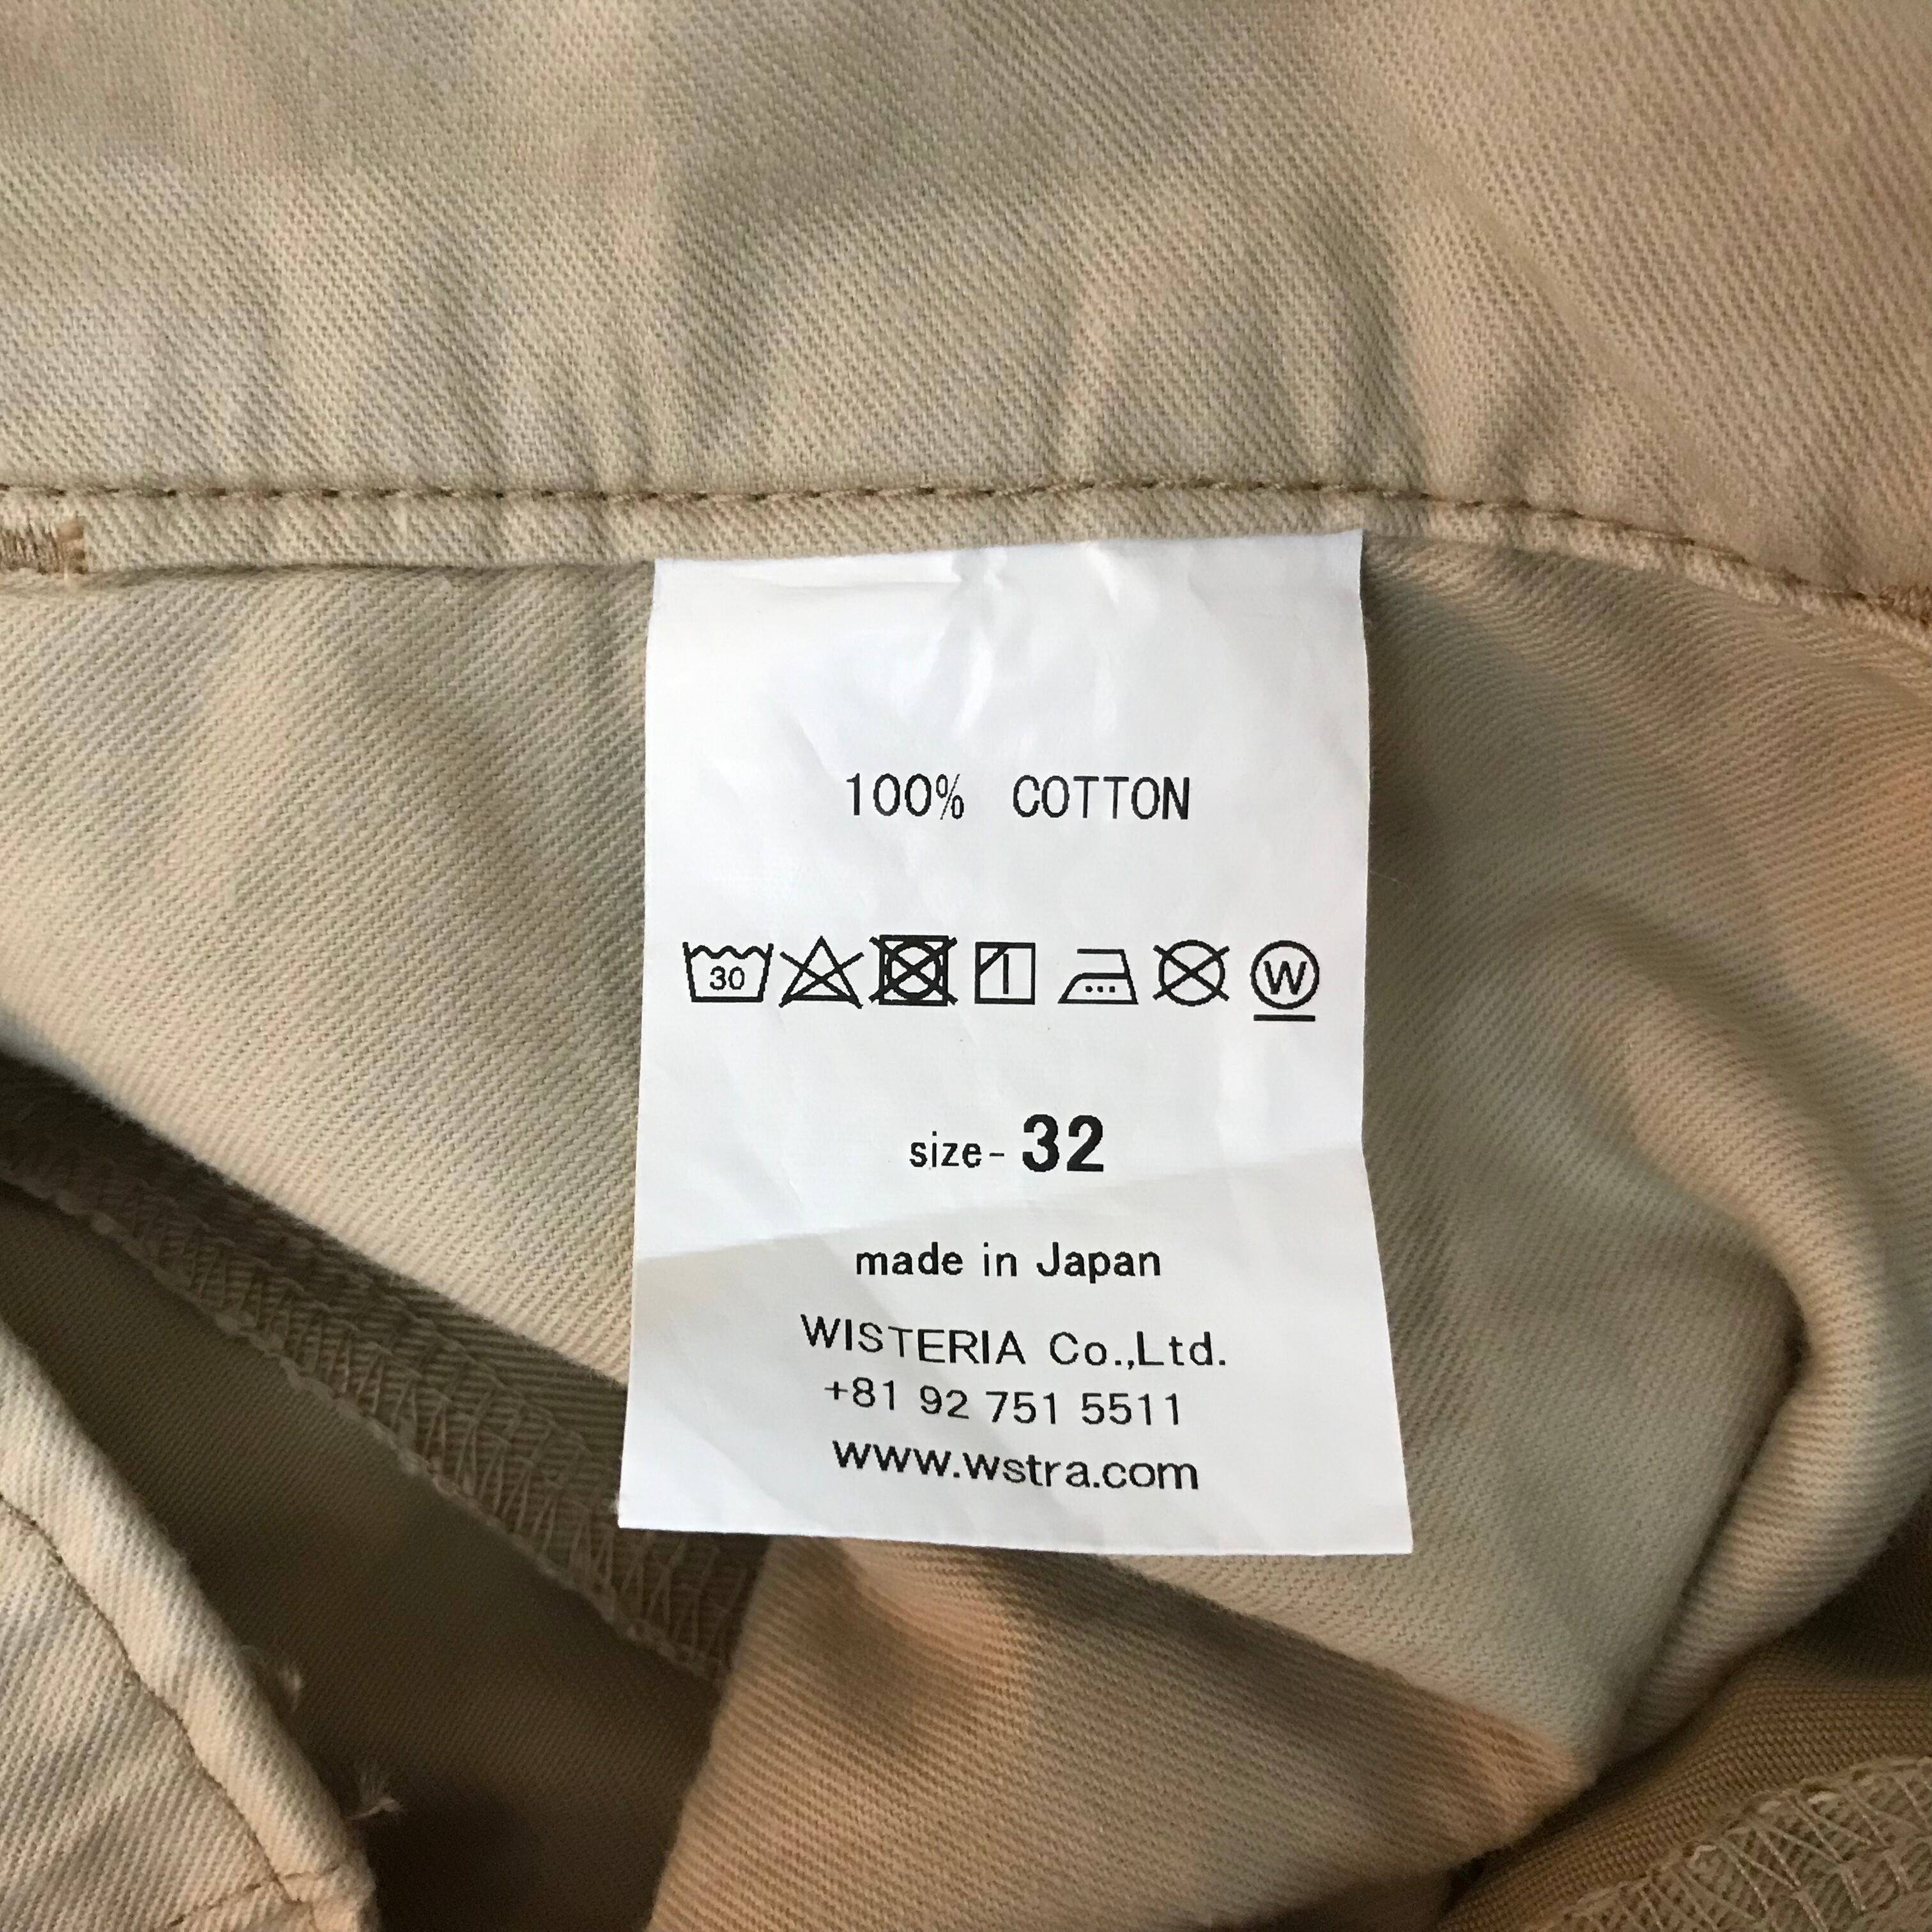 100% COTTON
30
W
size- 32
made in Japan
WISTERIA Co.,Ltd.
+81 92 751 5511
www.wstra.com